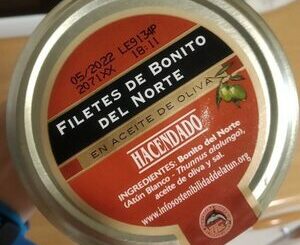 05/2022 LE9134P
2071XX 18:11
FILETES DE BONITO
DEL NORTE
EN ACEITE DE OLIVA
HACENDADO
INGREDIENTES: Bonito del Norte
(Atún Blanco - Thunnus alalunga),
aceite de oliva y sal.
www.infosostenibilidaddelatun.org